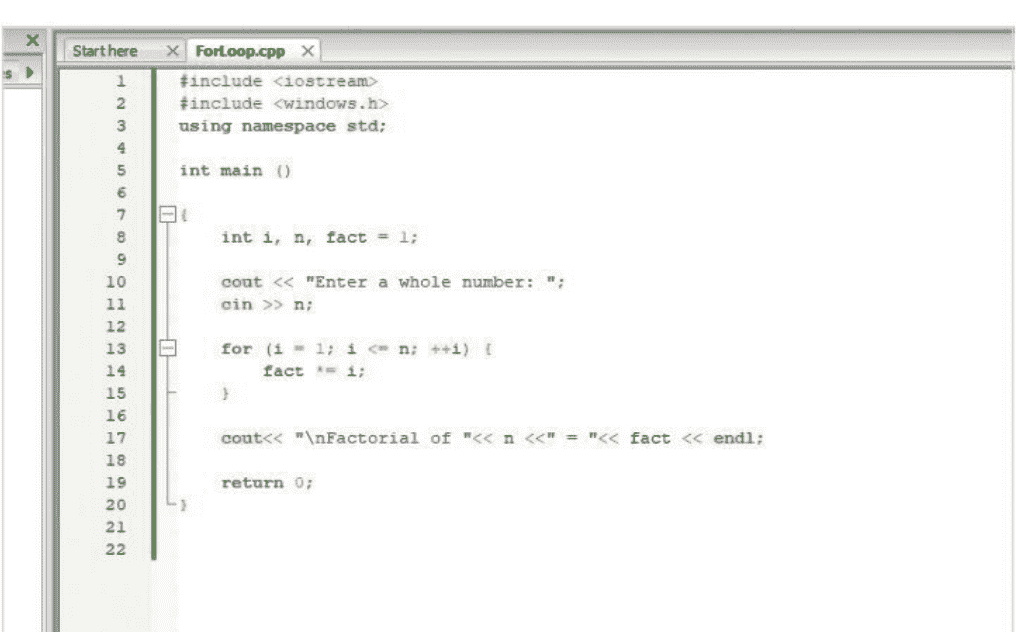 Start here ForLoop.cpp
s
1 #include <iostream>
2 #include <windows.h>
3 using namespace std;
4
5 int main ()
6
7 {
8 int i, n, fact = 1;
9
10 cout << "Enter a whole number: ";
11 cin >> n;
12
13 for (i = 1; i <= n; ++i) {
14 fact *= i;
15 }
16
17 cout<< "\nFactorial of "<< n <<" = "<< fact << endl;
18
19 return 0;
20 }
21
22